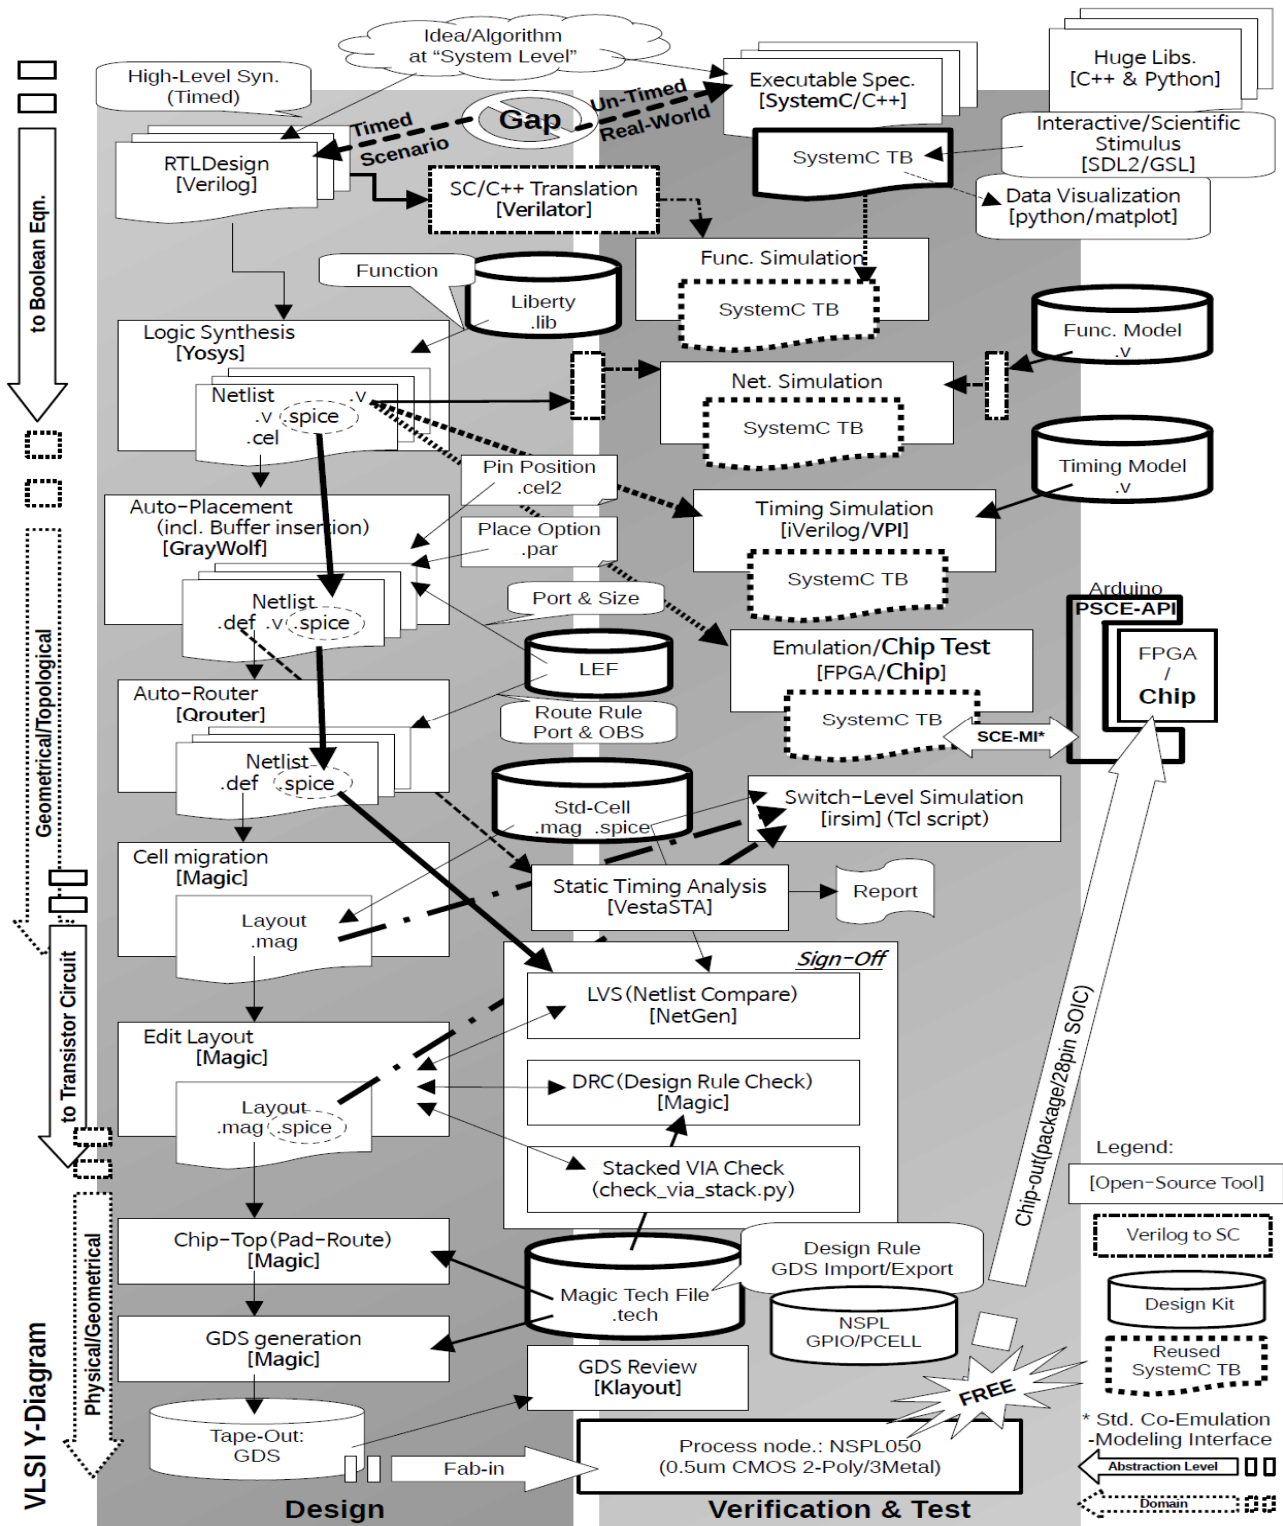 Idea/Algorithm
at “System Level”
High-Level Syn.
(Timed)
Executable Spec.
[SystemC/C++]
Huge Libs.
[C++ & Python]
Gap
Timed
Scenario
Un-Timed
Real-World
RTLDesign
[Verilog]
SC/C++ Translation
[Verilator]
SystemC TB
Interactive/Scientific
Stimulus
[SDL2/GSL]
Data Visualization
[python/matplot]
to Boolean Eqn.
Function
Liberty
.lib
Func. Simulation
SystemC TB
Func. Model
.v
Logic Synthesis
[Yosys]
Netlist .v
.v .spice
.cel
Net. Simulation
SystemC TB
Timing Model
.v
Pin Position
.cel2
Auto-Placement
(incl. Buffer insertion)
[GrayWolf]
Place Option
.par
Timing Simulation
[iVerilog/VPI]
SystemC TB
Netlist
.def .v .spice
Port & Size
LEF
Route Rule
Port & OBS
Emulation/Chip Test
[FPGA/Chip]
SystemC TB
SCE-MI*
Arduino
PSCE-API
FPGA
/
Chip
Geometrical/Topological
Auto-Router
[Qrouter]
Netlist
.def .spice
Std-Cell
.mag .spice
Switch-Level Simulation
[irsim] (Tcl script)
Cell migration
[Magic]
Layout
.mag
Static Timing Analysis
[VestaSTA]
Report
Sign-Off
LVS(Netlist Compare)
[NetGen]
to Transistor Circuit
Edit Layout
[Magic]
Layout
.mag .spice
DRC(Design Rule Check)
[Magic]
Stacked VIA Check
(check_via_stack.py)
Chip-out(package/28pin SOIC)
Legend:
[Open-Source Tool]
Verilog to SC
Design Kit
Reused
SystemC TB
* Std. Co-Emulation
-Modeling Interface
Abstraction Level
Domain
Chip-Top(Pad-Route)
[Magic]
Magic Tech File
.tech
Design Rule
GDS Import/Export
NSPL
GPIO/PCELL
GDS generation
[Magic]
GDS Review
[Klayout]
FREE
Physical/Geometrical
VLSI Y-Diagram
Tape-Out:
GDS
Fab-in
Process node.: NSPL050
(0.5um CMOS 2-Poly/3Metal)
Design
Verification & Test